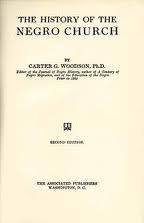 THE HISTORY OF THE
NEGRO CHURCH
BY
CARTER G. WOODSON, Ph.D.
Editor of the Journal of Negro History, author of A Century of
Negro Migration, and of The Education of the Negro
Prior to 1861
SECOND EDITION
THE ASSOCIATED PUBLISHERS
WASHINGTON, D. C.